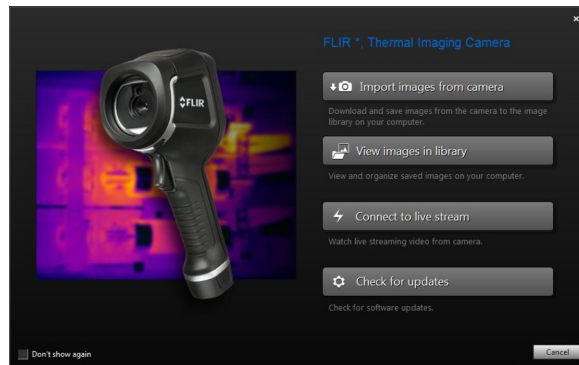 FLIR *, Thermal Imaging Camera
FLIR
Import images from camera
Download and save images from the camera to the image
library on your computer.
View images in library
View and organize saved images on your computer.
Connect to live stream
Watch live streaming video from camera.
Check for updates
Check for software updates.
Don't show again
Cancel